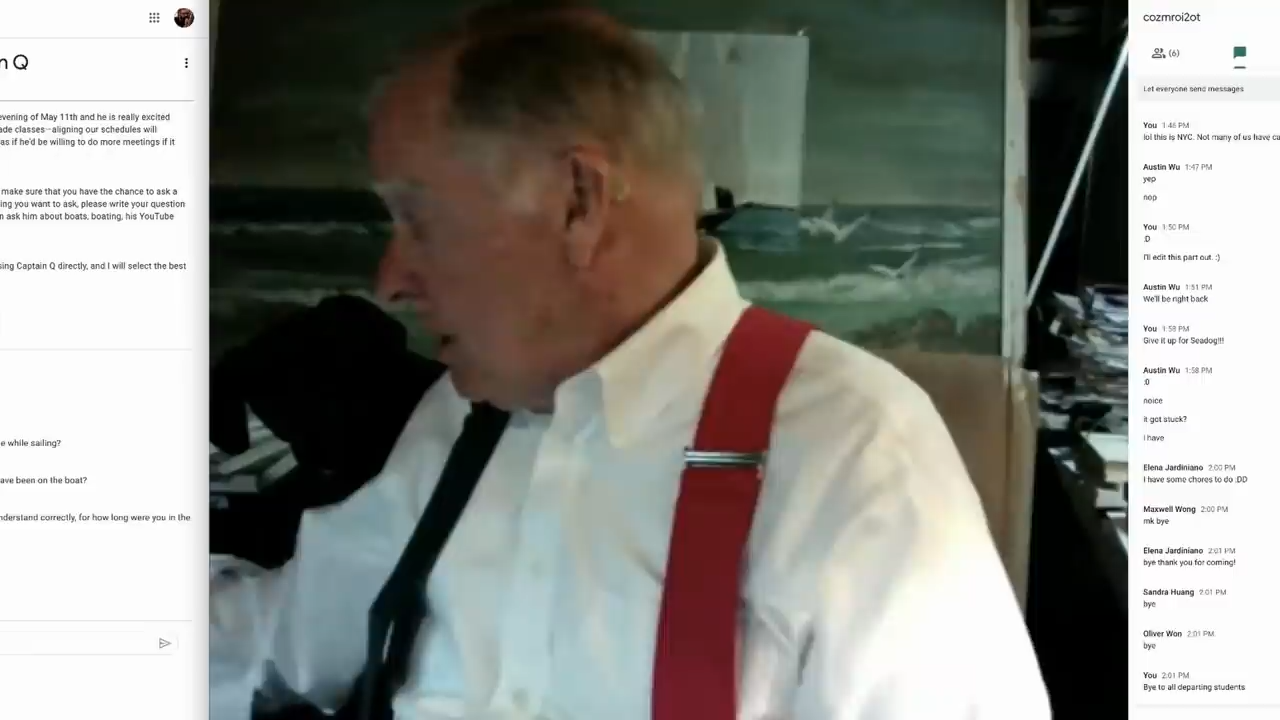 n Q
evening of May 11th and he is really excited
ade classes--aligning our schedules will
as if he'd be willing to do more meetings if it
make sure that you have the chance to ask a
ing you want to ask, please write your question
n ask him about boats, boating, his YouTube
sing Captain Q directly, and I will select the best
e while sailing?
ave been on the boat?
nderstand correctly, for how long were you in the
cozmroi2ot
(6)
Let everyone send messages
You 1:46 PM
lol this is NYC. Not many of us have ca
Austin Wu 1:47 PM
yep
nop
You 1:50 PM
:D
I'll edit this part out. :)
Austin Wu 1:51 PM
We'll be right back
You 1:58 PM
Give it up for Seadog!!!
Austin Wu 1:58 PM
:0
noice
it got stuck?
i have
Elena Jardiniano 2:00 PM
I have some chores to do :DD
Maxwell Wong 2:00 PM
mk bye
Elena Jardiniano 2:01 PM
bye thank you for coming!
Sandra Huang 2:01 PM
bye
Oliver Won 2:01 PM
bye
You 2:01 PM
Bye to all departing students